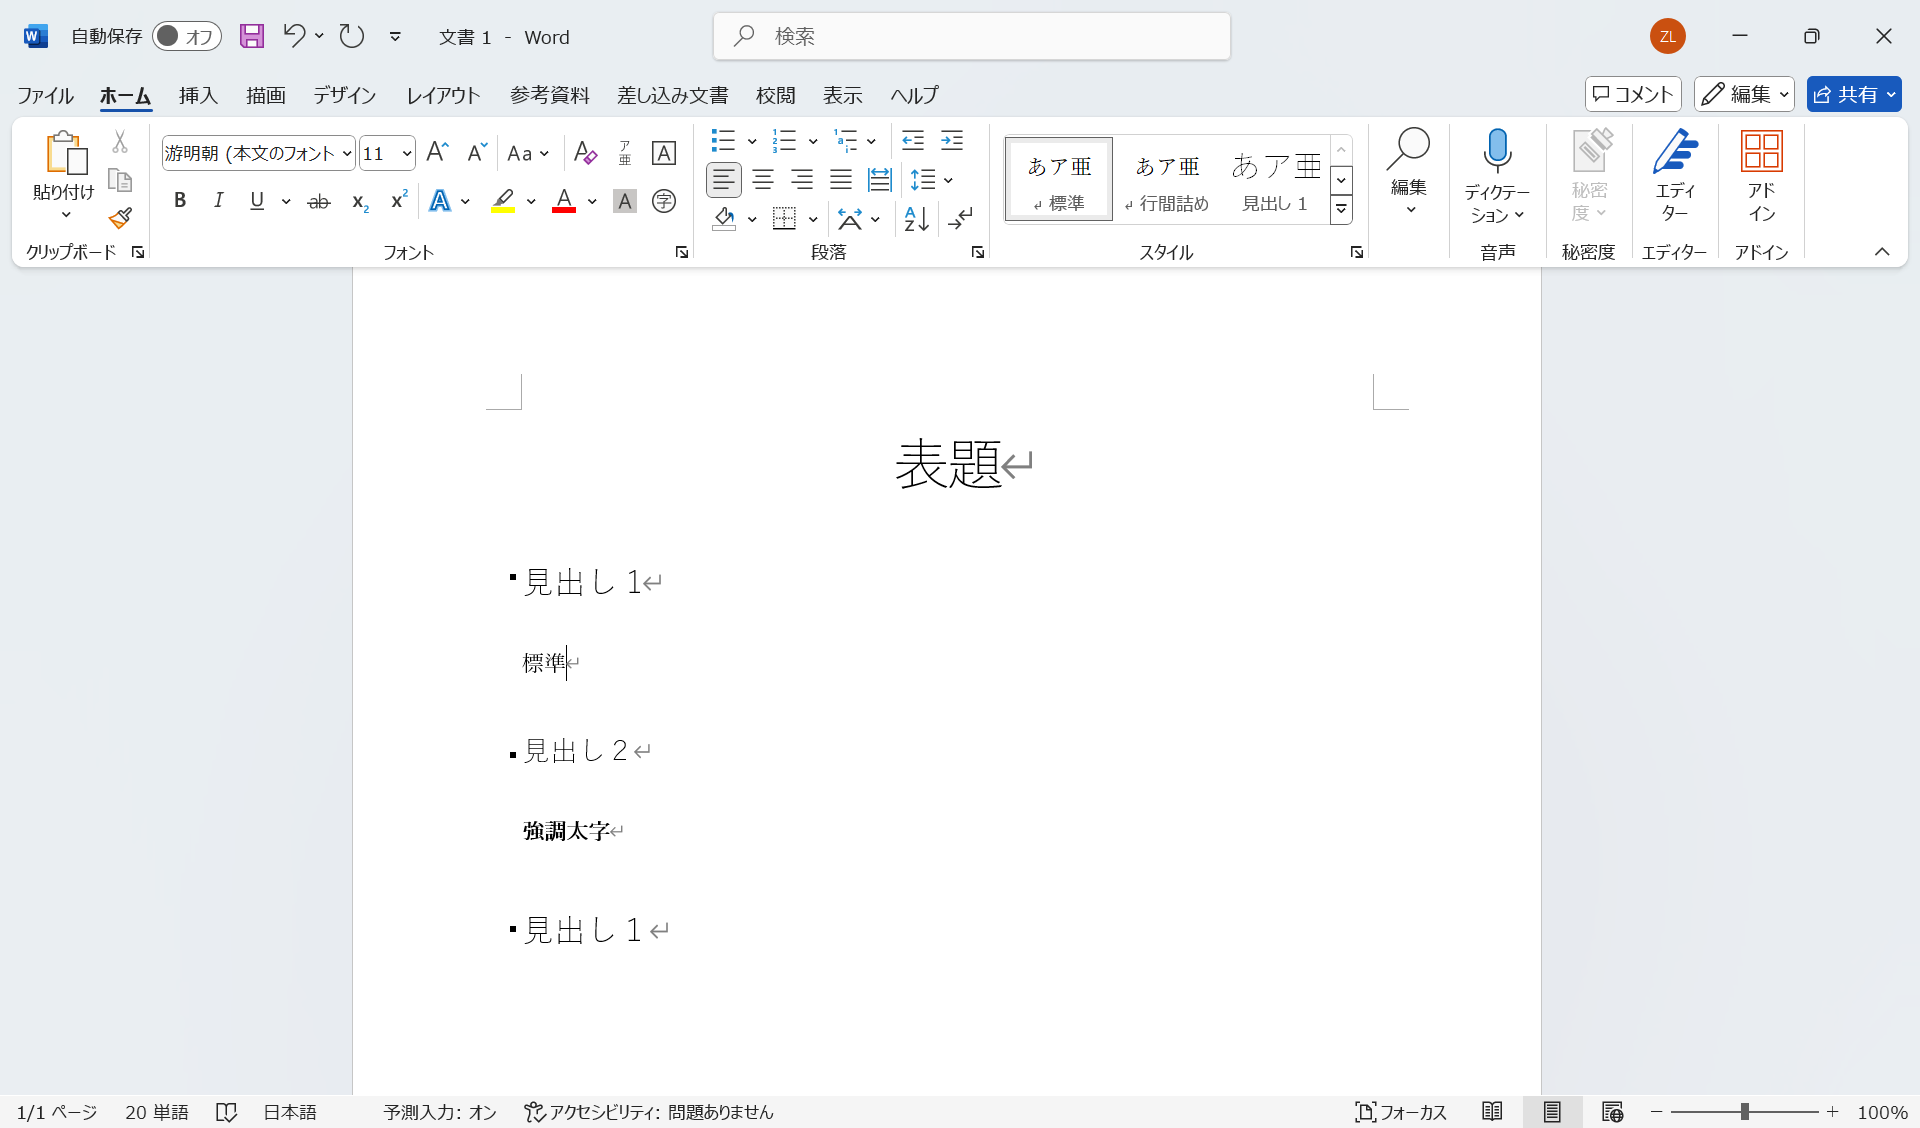 自動保存 オフ 文書 1 - Word 検索 ZL
ファイル ホーム 挿入 描画 デザイン レイアウト 参考資料 差し込み文書 校閲 表示 ヘルプ コメント 編集 共有
貼り付け
クリップボード
游明朝 (本文のフォント 11 Aa ア亜 A
B I U ab x₂ x² A A A 字
フォント
段落
あア亜 あア亜 あア亜
標準 行間詰め 見出し 1
スタイル
編集
ディクテー
ション
音声
秘密
度
秘密度
エディ
ター
エディター
アド
イン
アドイン
表題
見出し 1
標準
見出し 2
強調太字
見出し 1
1/1 ページ 20 単語 日本語 予測入力: オン アクセシビリティ: 問題ありません フォーカス 100%